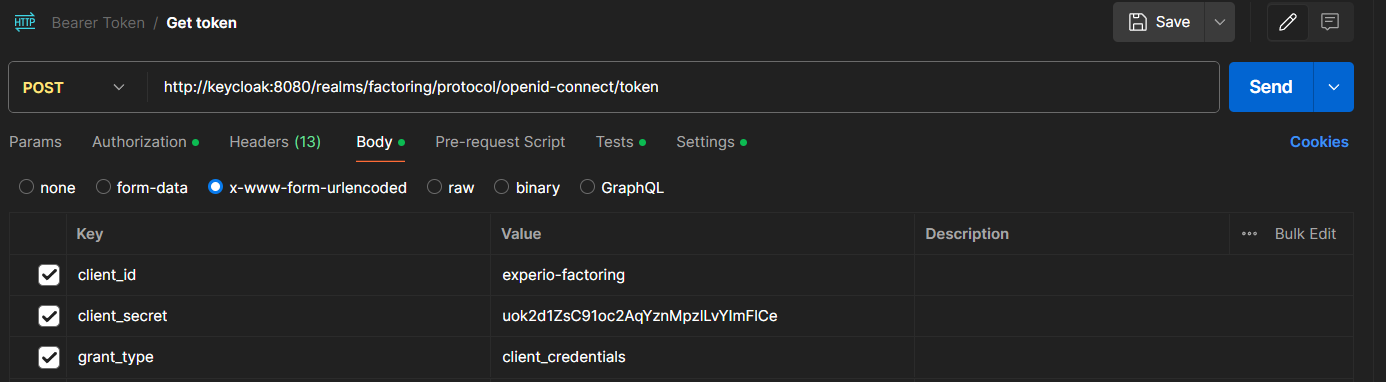 HTTP Bearer Token / Get token Save
POST http://keycloak:8080/realms/factoring/protocol/openid-connect/token Send
Params Authorization Headers (13) Body Pre-request Script Tests Settings Cookies
none form-data x-www-form-urlencoded raw binary GraphQL
Key Value Description ••• Bulk Edit
client_id experio-factoring
client_secret uok2d1ZsC91oc2AqYznMpzlLvYImFlCe
grant_type client_credentials